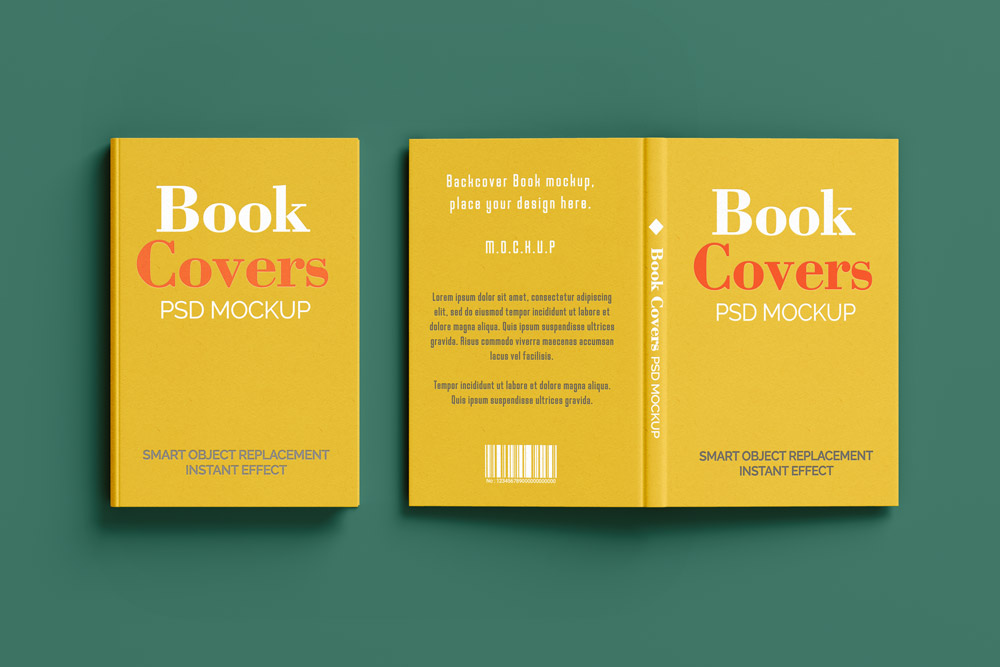 Book
Covers
PSD MOCKUP
SMART OBJECT REPLACEMENT
INSTANT EFFECT
Backcover Book mockup,
place your design here.
M.O.C.K.U.P
Lorem ipsum dolor sit amet, consectetur adipiscing
elit, sed do eiusmod tempor incididunt ut labore et
dolore magna aliqua. Quis ipsum suspendisse ultrices
gravida. Risus commodo viverra maecenas accumsan
lacus vel facilisis.
Tempor incididunt ut labore et dolore magna aliqua.
Quis ipsum suspendisse ultrices gravida.
Book Covers PSD MOCKUP
Book
Covers
PSD MOCKUP
SMART OBJECT REPLACEMENT
INSTANT EFFECT